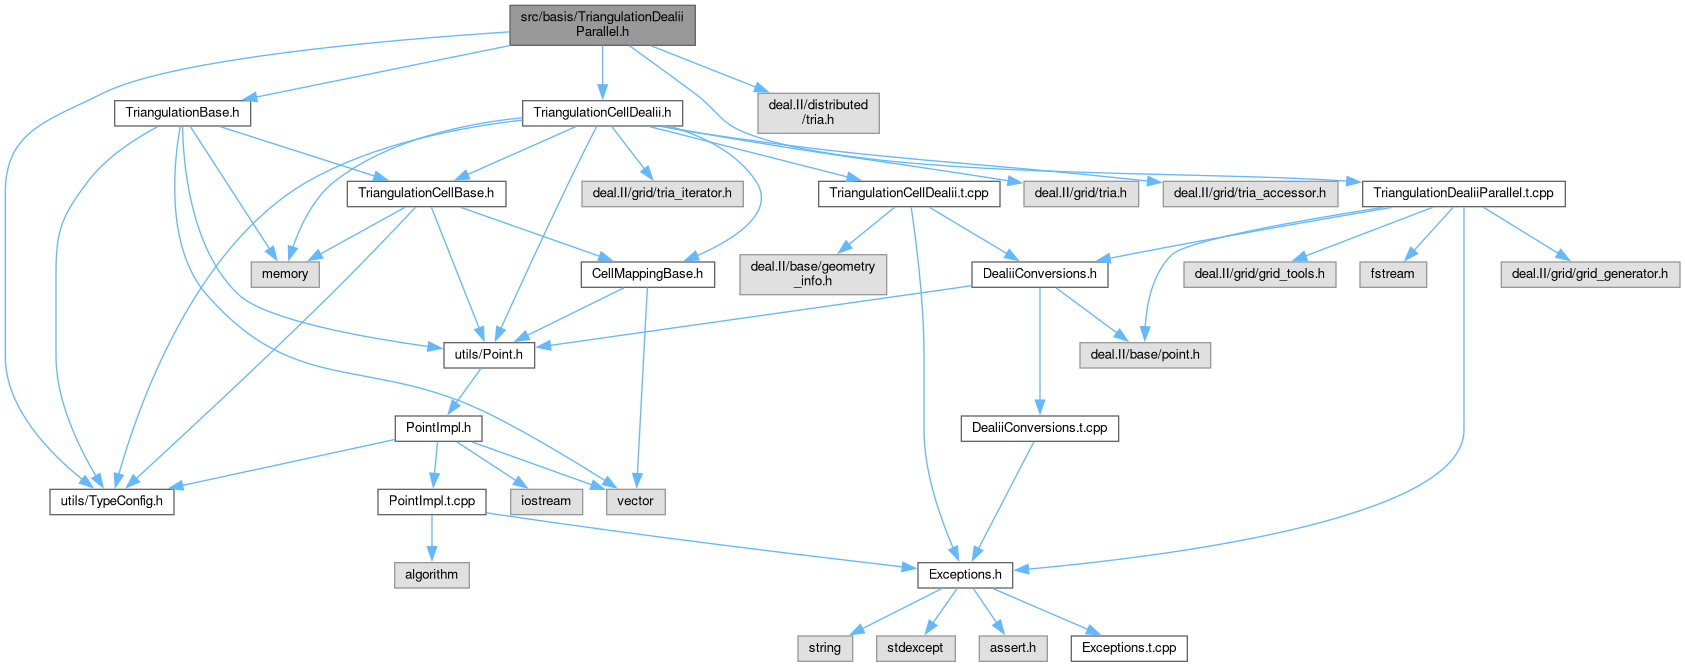 src/basis/TriangulationDealii
Parallel.h
TriangulationBase.h
TriangulationCellDealii.h
deal.II/distributed
/tria.h
TriangulationCellBase.h
deal.II/grid/tria_iterator.h
TriangulationCellDealii.t.cpp
deal.II/grid/tria.h
deal.II/grid/tria_accessor.h
TriangulationDealiiParallel.t.cpp
memory
CellMappingBase.h
deal.II/base/geometry
_info.h
DealiiConversions.h
deal.II/grid/grid_tools.h
fstream
deal.II/grid/grid_generator.h
utils/Point.h
deal.II/base/point.h
PointImpl.h
DealiiConversions.t.cpp
utils/TypeConfig.h
PointImpl.t.cpp
iostream
vector
algorithm
Exceptions.h
string
stdexcept
assert.h
Exceptions.t.cpp